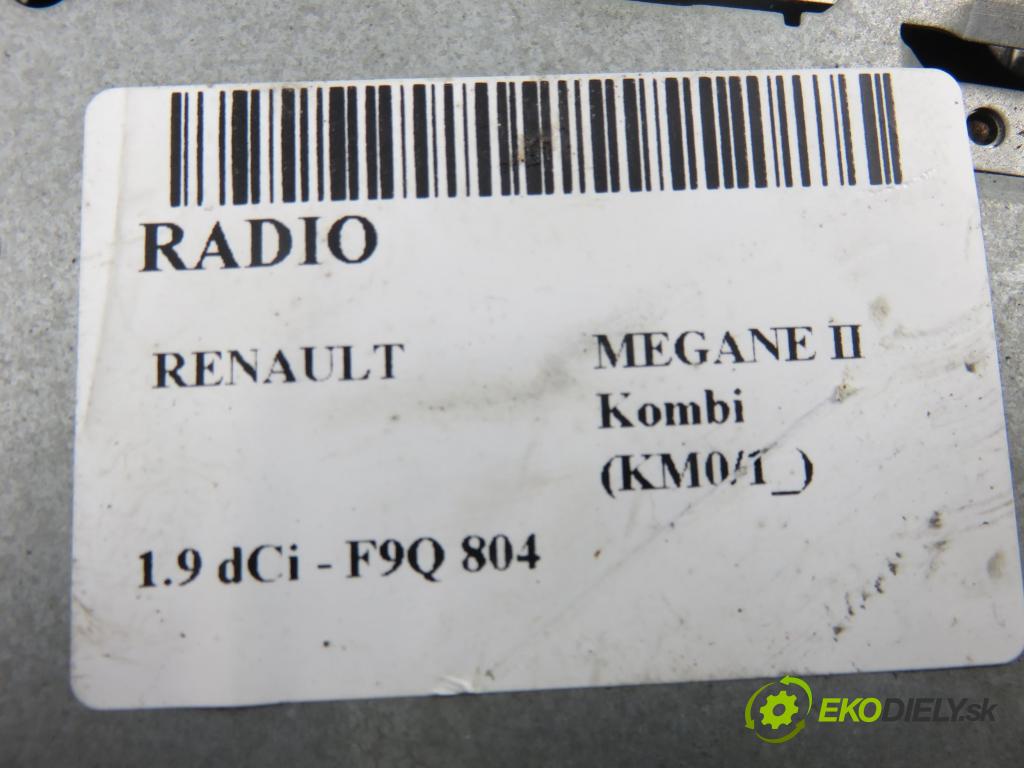 RADIO
RENAULT
MEGANE II
Kombi
(KM0/1_)
1.9 dCi - F9Q 804
EKODIELY.sk